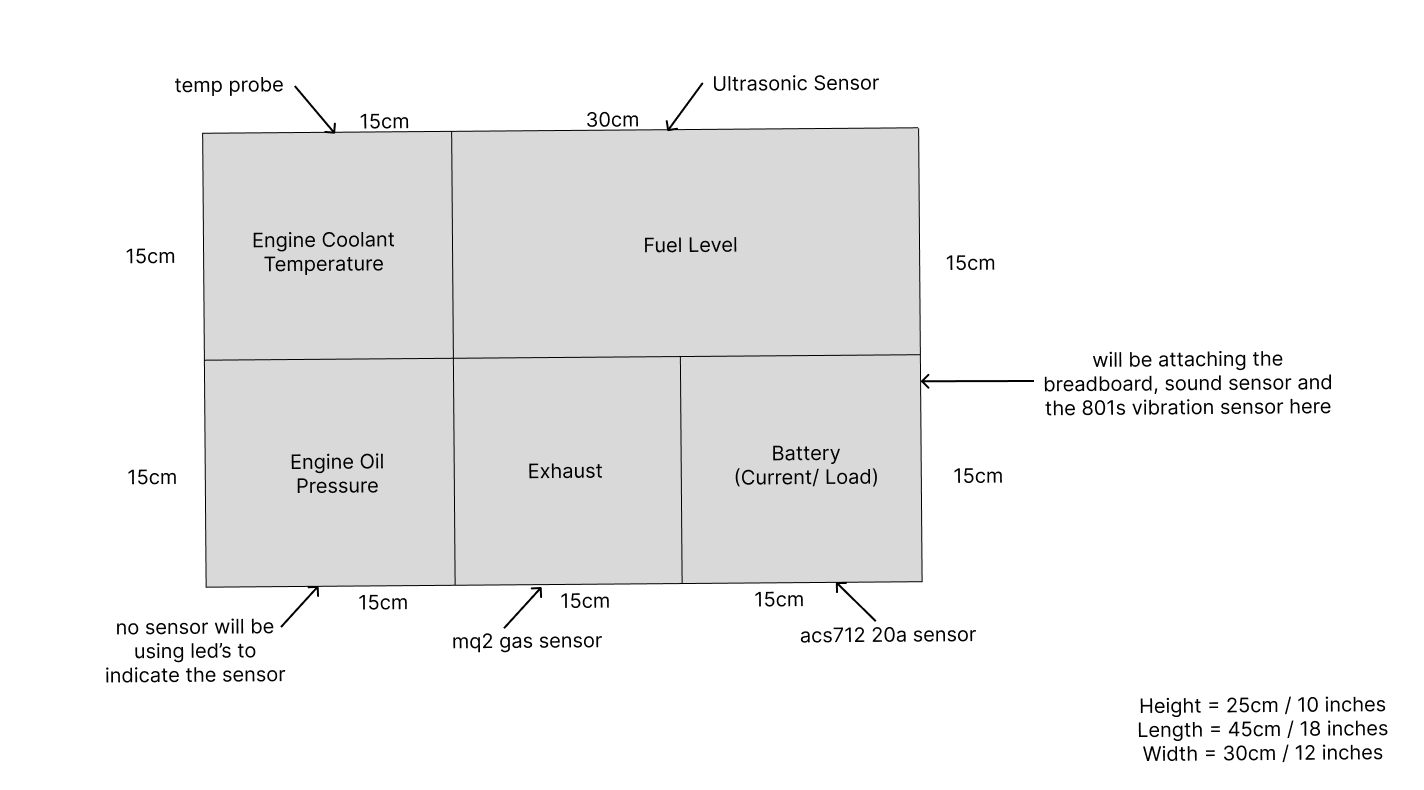 temp probe
Ultrasonic Sensor
15cm
30cm
Engine Coolant
Temperature
Fuel Level
15cm
15cm
will be attaching the
breadboard, sound sensor and
the 801s vibration sensor here
Engine Oil
Pressure
Exhaust
Battery
(Current/ Load)
15cm
15cm
15cm
15cm
15cm
no sensor will be
using led’s to
indicate the sensor
mq2 gas sensor
acs712 20a sensor
Height = 25cm / 10 inches
Length = 45cm / 18 inches
Width = 30cm / 12 inches